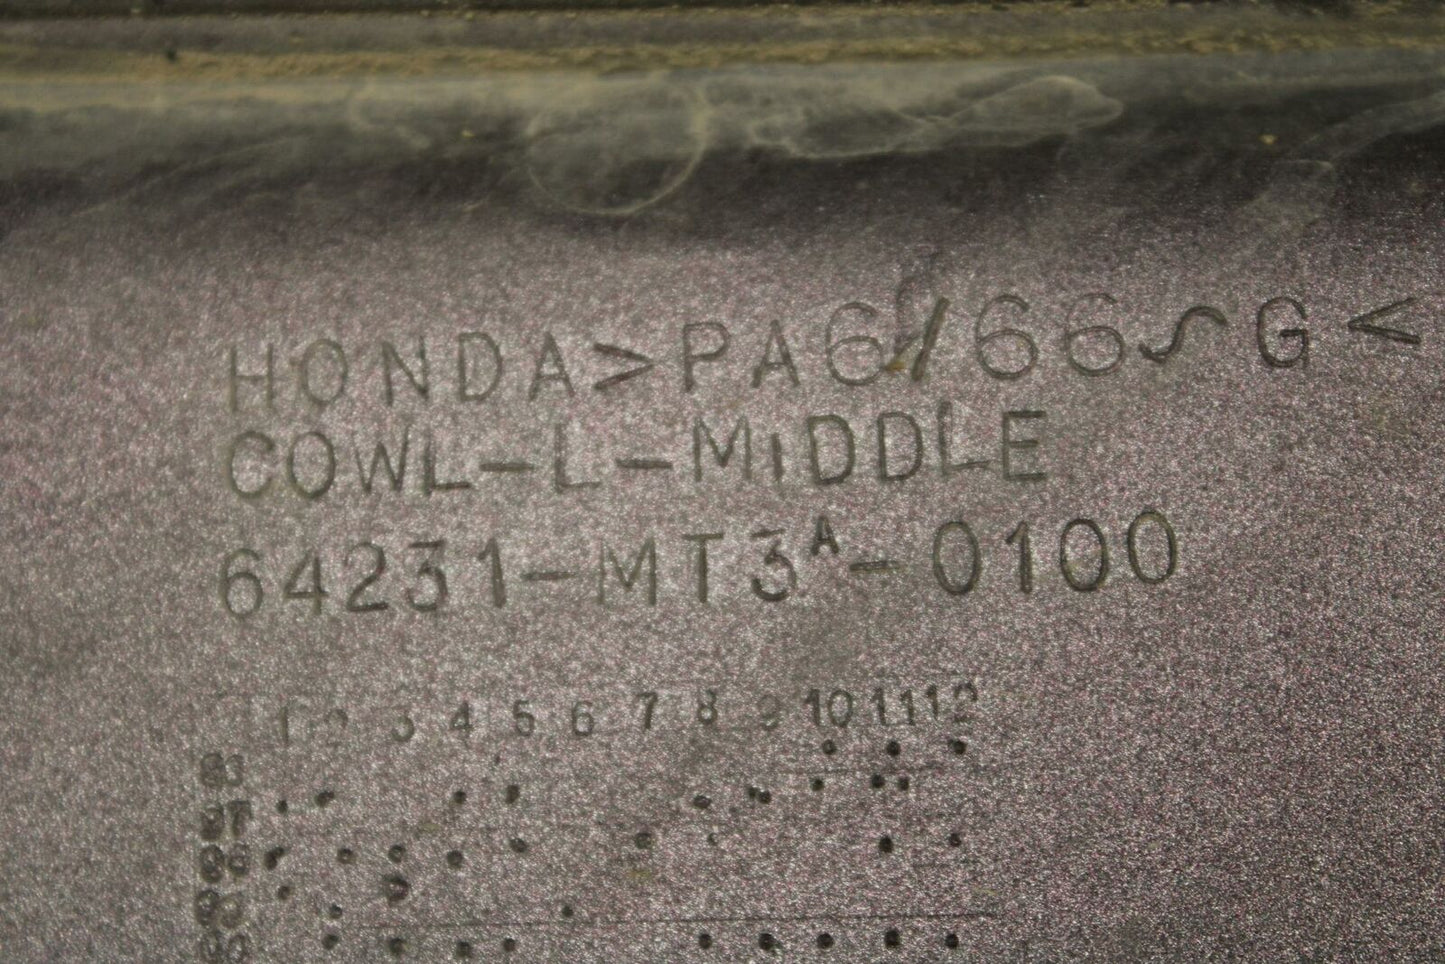 HONDA >PA6/66~G<
COWL-L-MIDDLE
64231-MT3A-0100
1 2 3 4 5 6 7 8 9 10 11 12